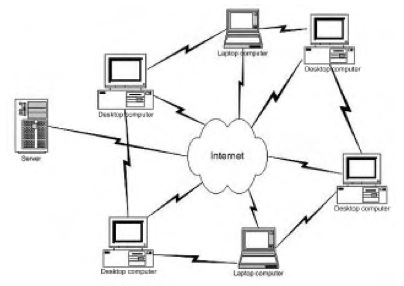 Laptop computer
Desktop computer
Desktop computer
Internet
Server
Desktop computer
Desktop computer
Laptop computer